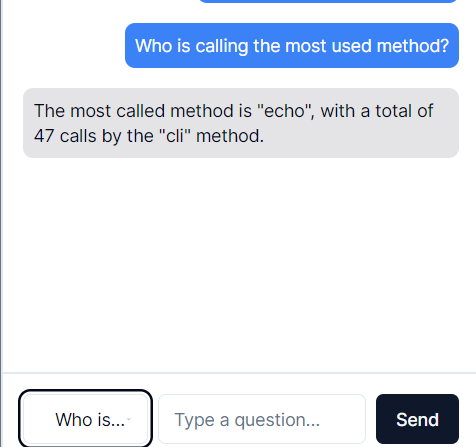 Who is calling the most used method?
The most called method is "echo", with a total of
47 calls by the "cli" method.
Who is...
Type a question...
Send